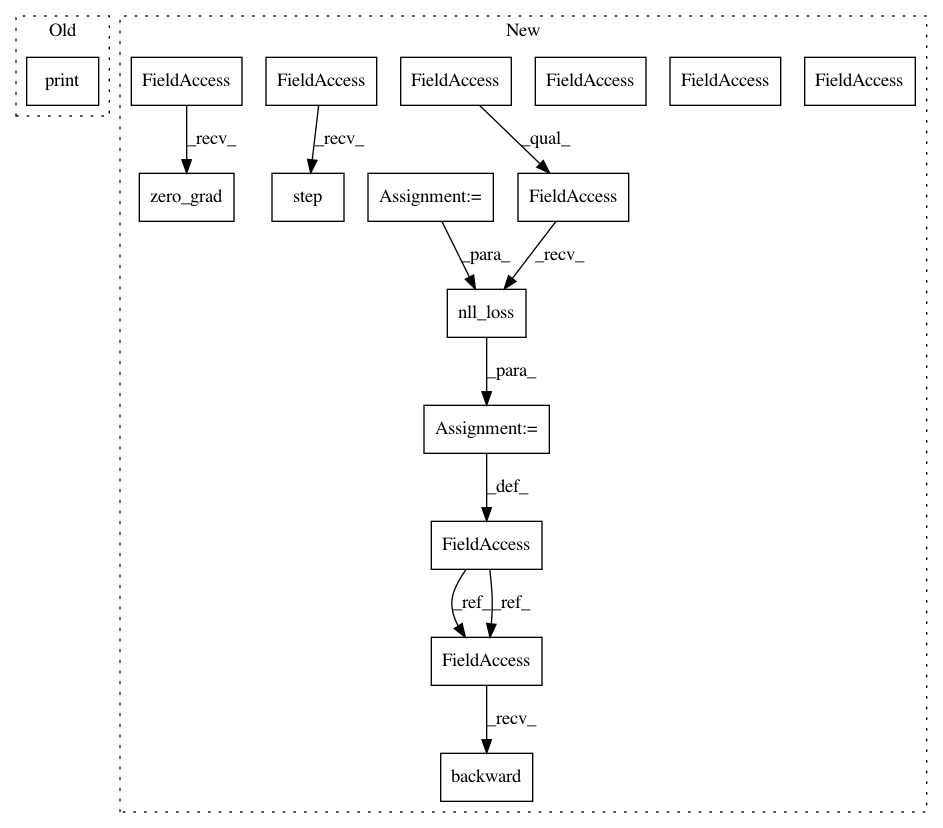 Old
New
print
FieldAccess
FieldAccess
FieldAccess
FieldAccess
FieldAccess
FieldAccess
_recv_
_recv_
_qual_
zero_grad
step
Assignment:=
FieldAccess
_para_
_recv_
nll_loss
_para_
Assignment:=
_def_
FieldAccess
_ref_
_ref_
FieldAccess
_recv_
backward